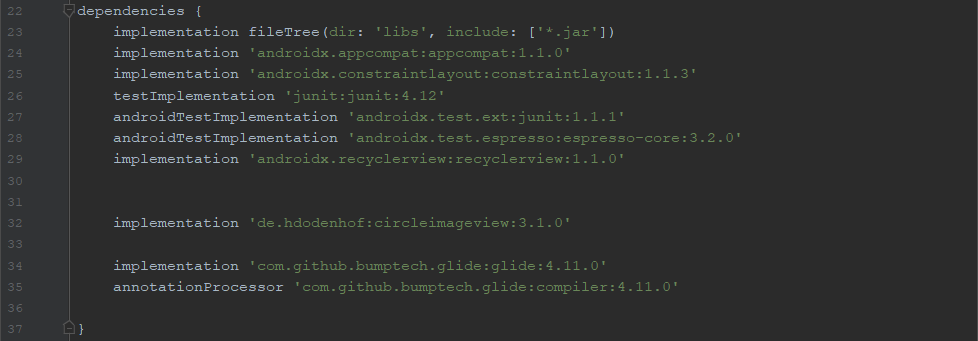 22 dependencies {
23 implementation fileTree(dir: 'libs', include: ['*.jar'])
24 implementation 'androidx.appcompat:appcompat:1.1.0'
25 implementation 'androidx.constraintlayout:constraintlayout:1.1.3'
26 testImplementation 'junit:junit:4.12'
27 androidTestImplementation 'androidx.test.ext:junit:1.1.1'
28 androidTestImplementation 'androidx.test.espresso:espresso-core:3.2.0'
29 implementation 'androidx.recyclerview:recyclerview:1.1.0'
30
31
32 implementation 'de.hdodenhof:circleimageview:3.1.0'
33
34 implementation 'com.github.bumptech.glide:glide:4.11.0'
35 annotationProcessor 'com.github.bumptech.glide:compiler:4.11.0'
36
37 }